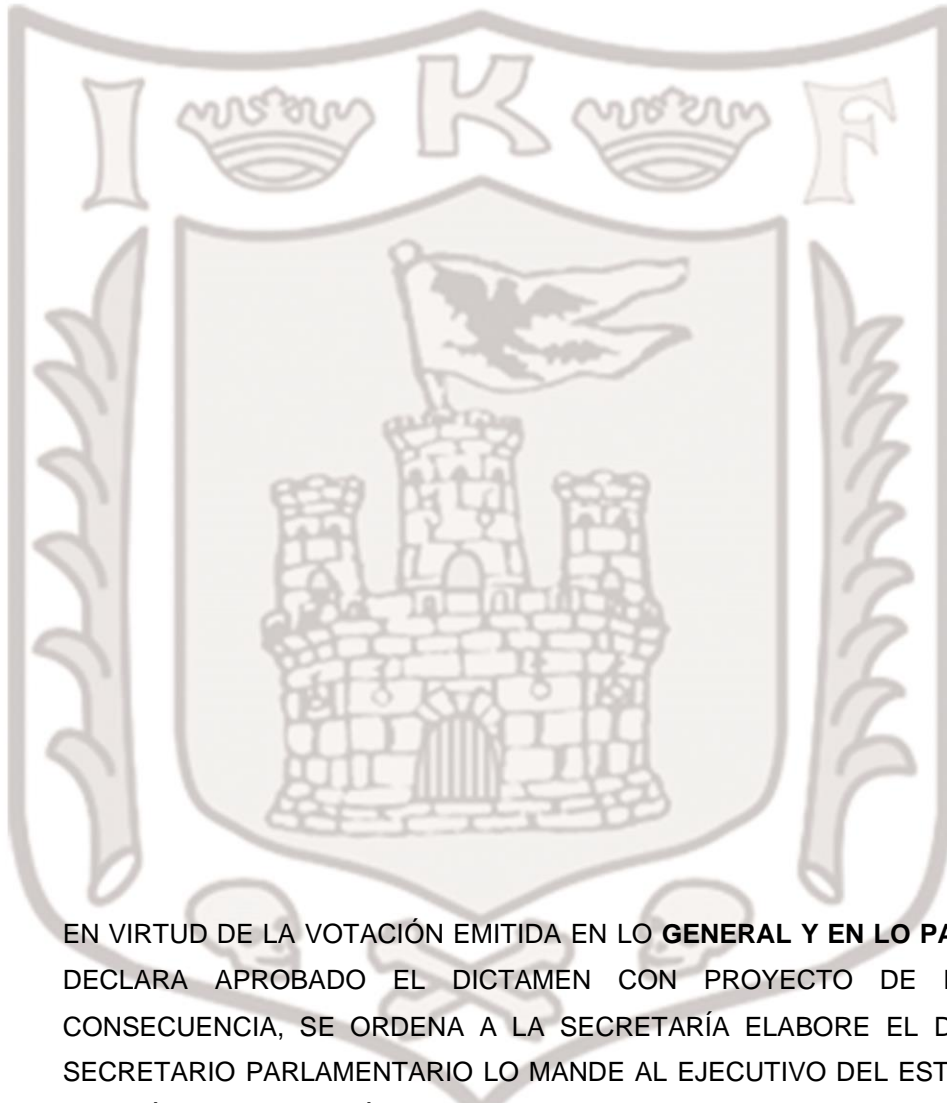 I K F
EN VIRTUD DE LA VOTACIÓN EMITIDA EN LO GENERAL Y EN LO PA
DECLARA APROBADO EL DICTAMEN CON PROYECTO DE
CONSECUENCIA, SE ORDENA A LA SECRETARÍA ELABORE EL
SECRETARIO PARLAMENTARIO LO MANDE AL EJECUTIVO DEL EST